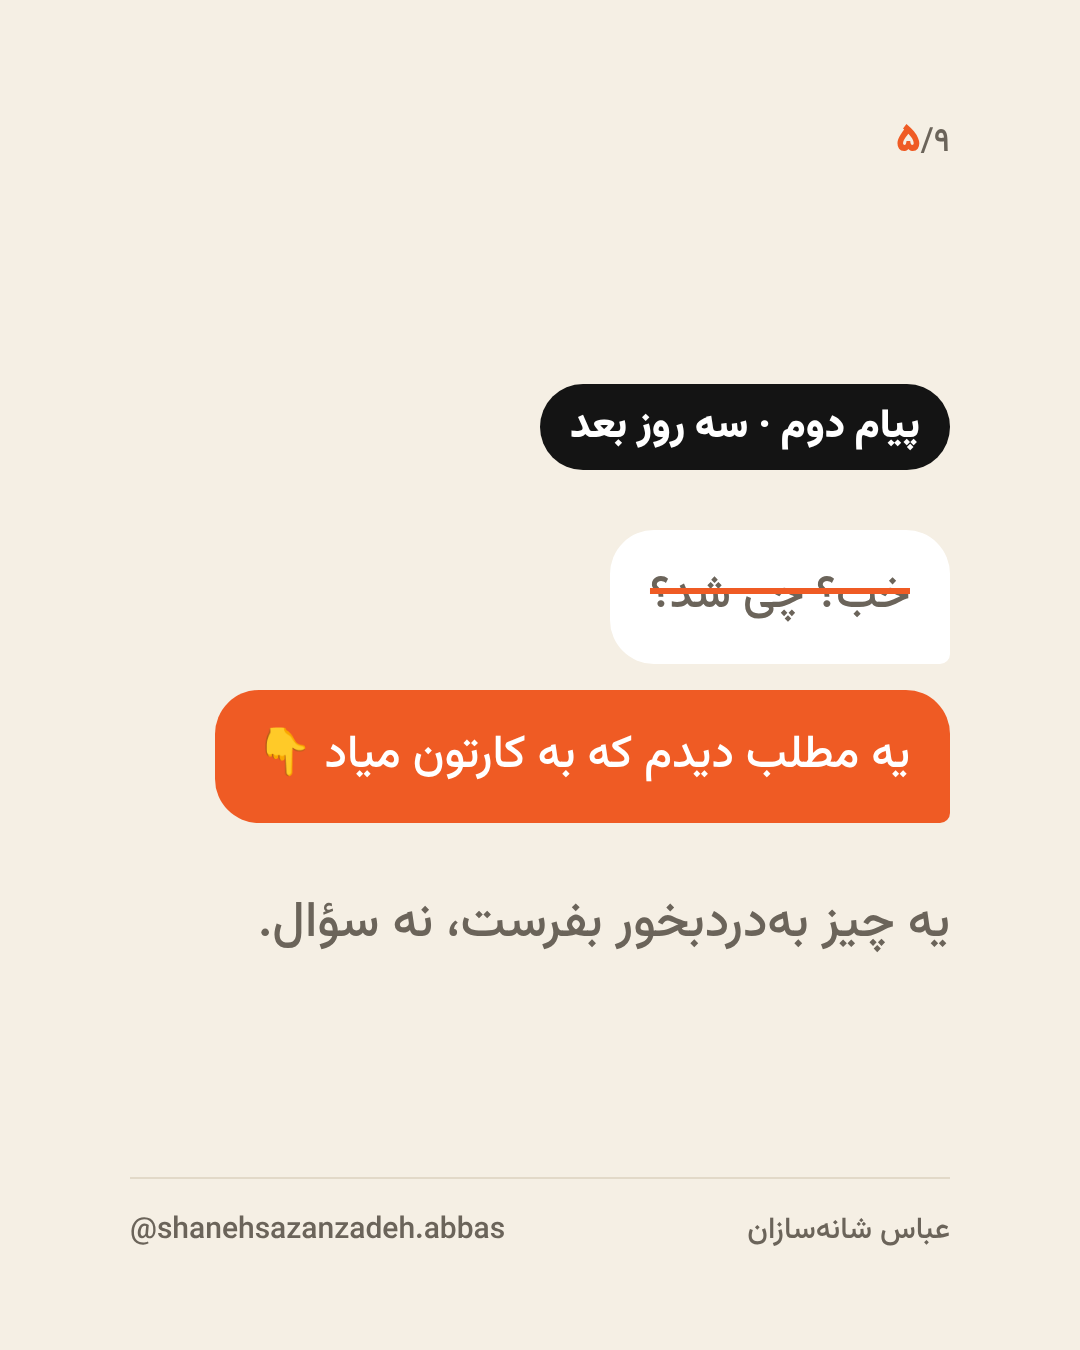 ۵/۹
پیام دوم · سه روز بعد
خب؟ چی شد؟
یه مطلب دیدم که به کارتون میاد 👇
یه چیز به‌دردبخور بفرست، نه سؤال.
عباس شانه‌سازان
@shanehsazanzadeh.abbas